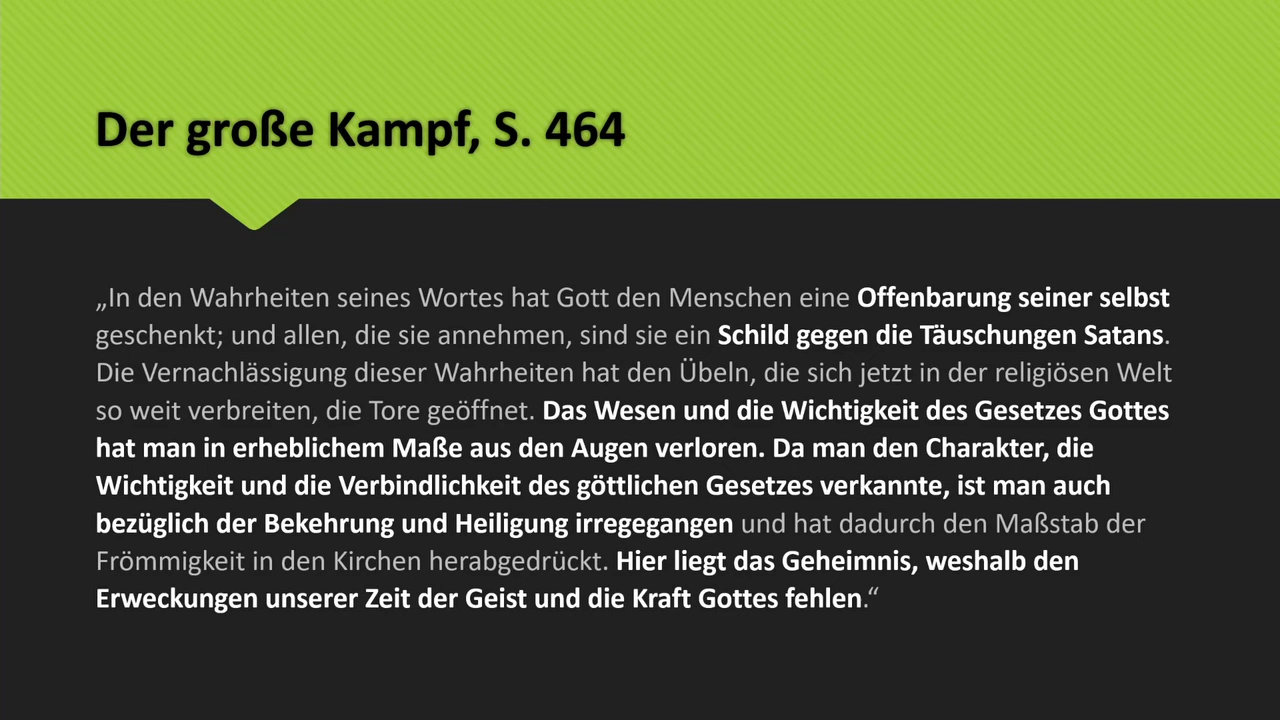 Der große Kampf, S. 464
„In den Wahrheiten seines Wortes hat Gott den Menschen eine Offenbarung seiner selbst
geschenkt; und allen, die sie annehmen, sind sie ein Schild gegen die Täuschungen Satans.
Die Vernachlässigung dieser Wahrheiten hat den Übeln, die sich jetzt in der religiösen Welt
so weit verbreiten, die Tore geöffnet. Das Wesen und die Wichtigkeit des Gesetzes Gottes
hat man in erheblichem Maße aus den Augen verloren. Da man den Charakter, die
Wichtigkeit und die Verbindlichkeit des göttlichen Gesetzes verkannte, ist man auch
bezüglich der Bekehrung und Heiligung irregegangen und hat dadurch den Maßstab der
Frömmigkeit in den Kirchen herabgedrückt. Hier liegt das Geheimnis, weshalb den
Erweckungen unserer Zeit der Geist und die Kraft Gottes fehlen.“